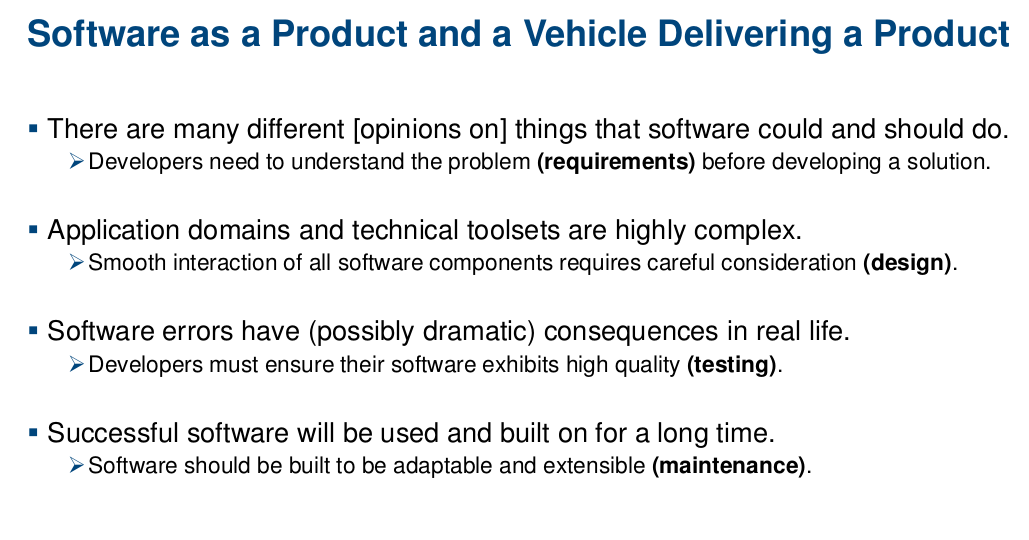 Software as a Product and a Vehicle Delivering a Product
▪ There are many different [opinions on] things that software could and should do.
➢ Developers need to understand the problem (requirements) before developing a solution.
▪ Application domains and technical toolsets are highly complex.
➢ Smooth interaction of all software components requires careful consideration (design).
▪ Software errors have (possibly dramatic) consequences in real life.
➢ Developers must ensure their software exhibits high quality (testing).
▪ Successful software will be used and built on for a long time.
➢ Software should be built to be adaptable and extensible (maintenance).